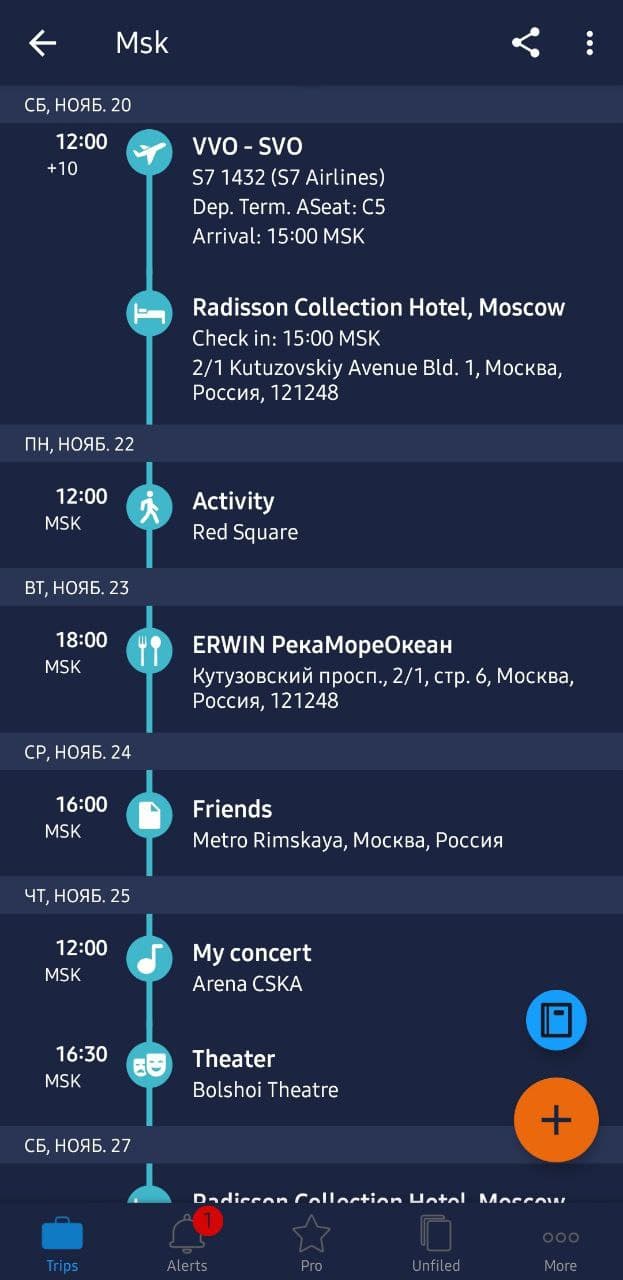 Msk
СБ, НОЯБ. 20
12:00
+10
VVO - SVO
S7 1432 (S7 Airlines)
Dep. Term. ASeat: C5
Arrival: 15:00 MSK
Radisson Collection Hotel, Moscow
Check in: 15:00 MSK
2/1 Kutuzovskiy Avenue Bld. 1, Москва,
Россия, 121248
ПН, НОЯБ. 22
12:00
MSK
Activity
Red Square
ВТ, НОЯБ. 23
18:00
MSK
ERWIN РекаМореОкеан
Кутузовский просп., 2/1, стр. 6, Москва,
Россия, 121248
СР, НОЯБ. 24
16:00
MSK
Friends
Metro Rimskaya, Москва, Россия
ЧТ, НОЯБ. 25
12:00
MSK
My concert
Arena CSKA
16:30
MSK
Theater
Bolshoi Theatre
СБ, НОЯБ. 27
Radisson Collection Hotel, Moscow
1
Trips
Alerts
Pro
Unfiled
More